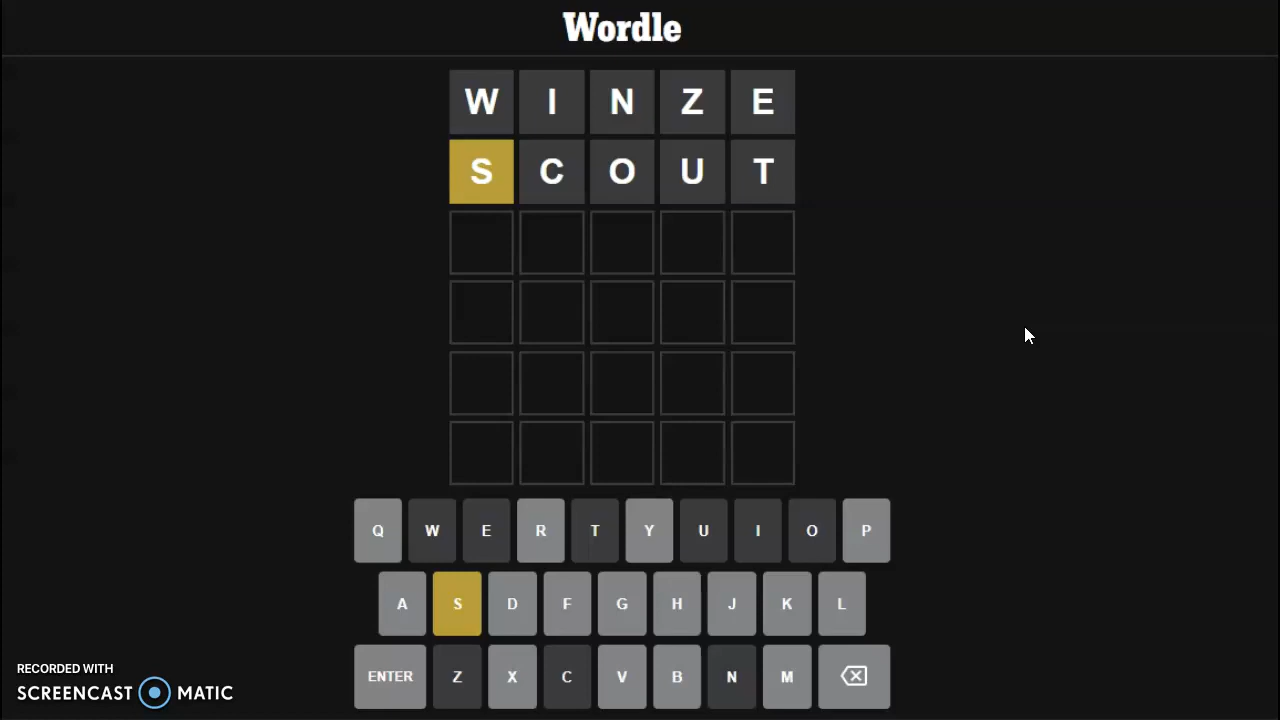 Wordle
W I N Z E
S C O U T
Q W E R T Y U I O P
A S D F G H J K L
ENTER Z X C V B N M
RECORDED WITH
SCREENCAST MATIC